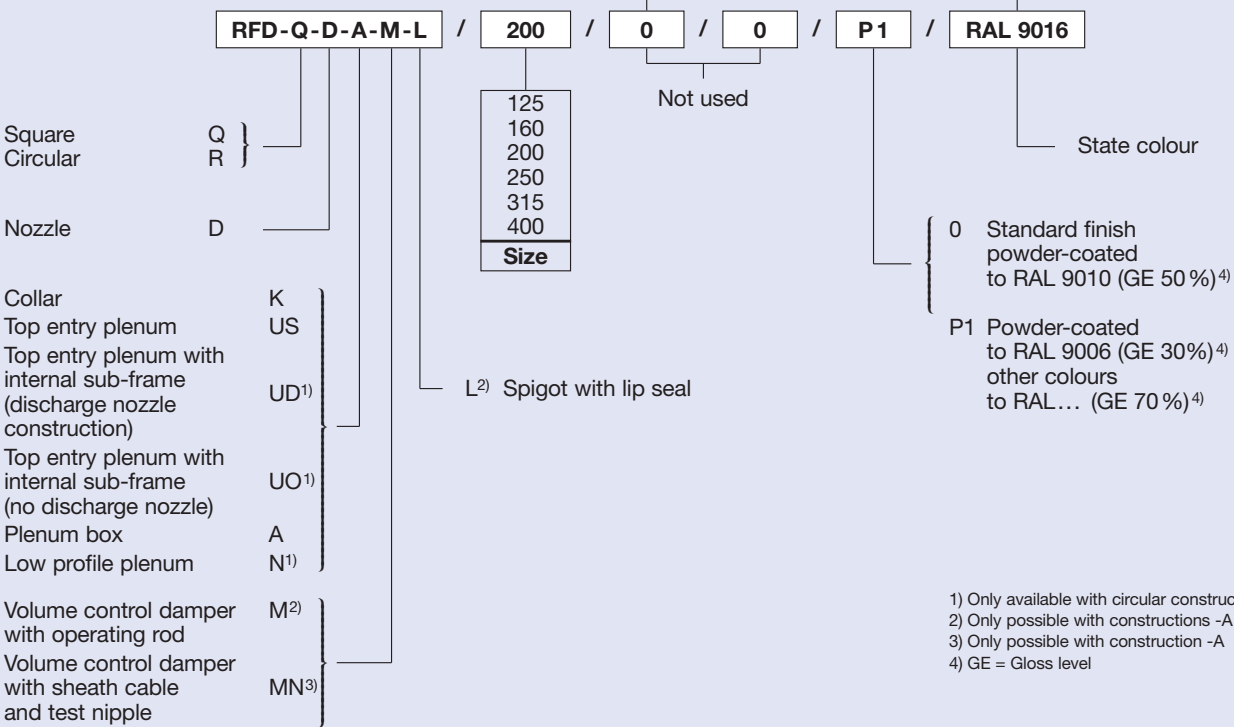 RFD-Q-D-A-M-L / 200 / 0 / 0 / P1 / RAL 9016
Not used
125
160
200
250
315
400
Size
Square Q
Circular R
State colour
Nozzle D
0 Standard finish
powder-coated
to RAL 9010 (GE 50 %) 4)
P1 Powder-coated
to RAL 9006 (GE 30%) 4)
other colours
to RAL... (GE 70 %) 4)
Collar K
Top entry plenum US
Top entry plenum with
internal sub-frame
(discharge nozzle
construction)
UD1)
Top entry plenum with
internal sub-frame
(no discharge nozzle)
UO1)
Plenum box A
Low profile plenum N1)
L2) Spigot with lip seal
Volume control damper
with operating rod
M2)
Volume control damper
with sheath cable
and test nipple
MN3)
1) Only available with circular construc
2) Only possible with constructions -A
3) Only possible with construction -A
4) GE = Gloss level